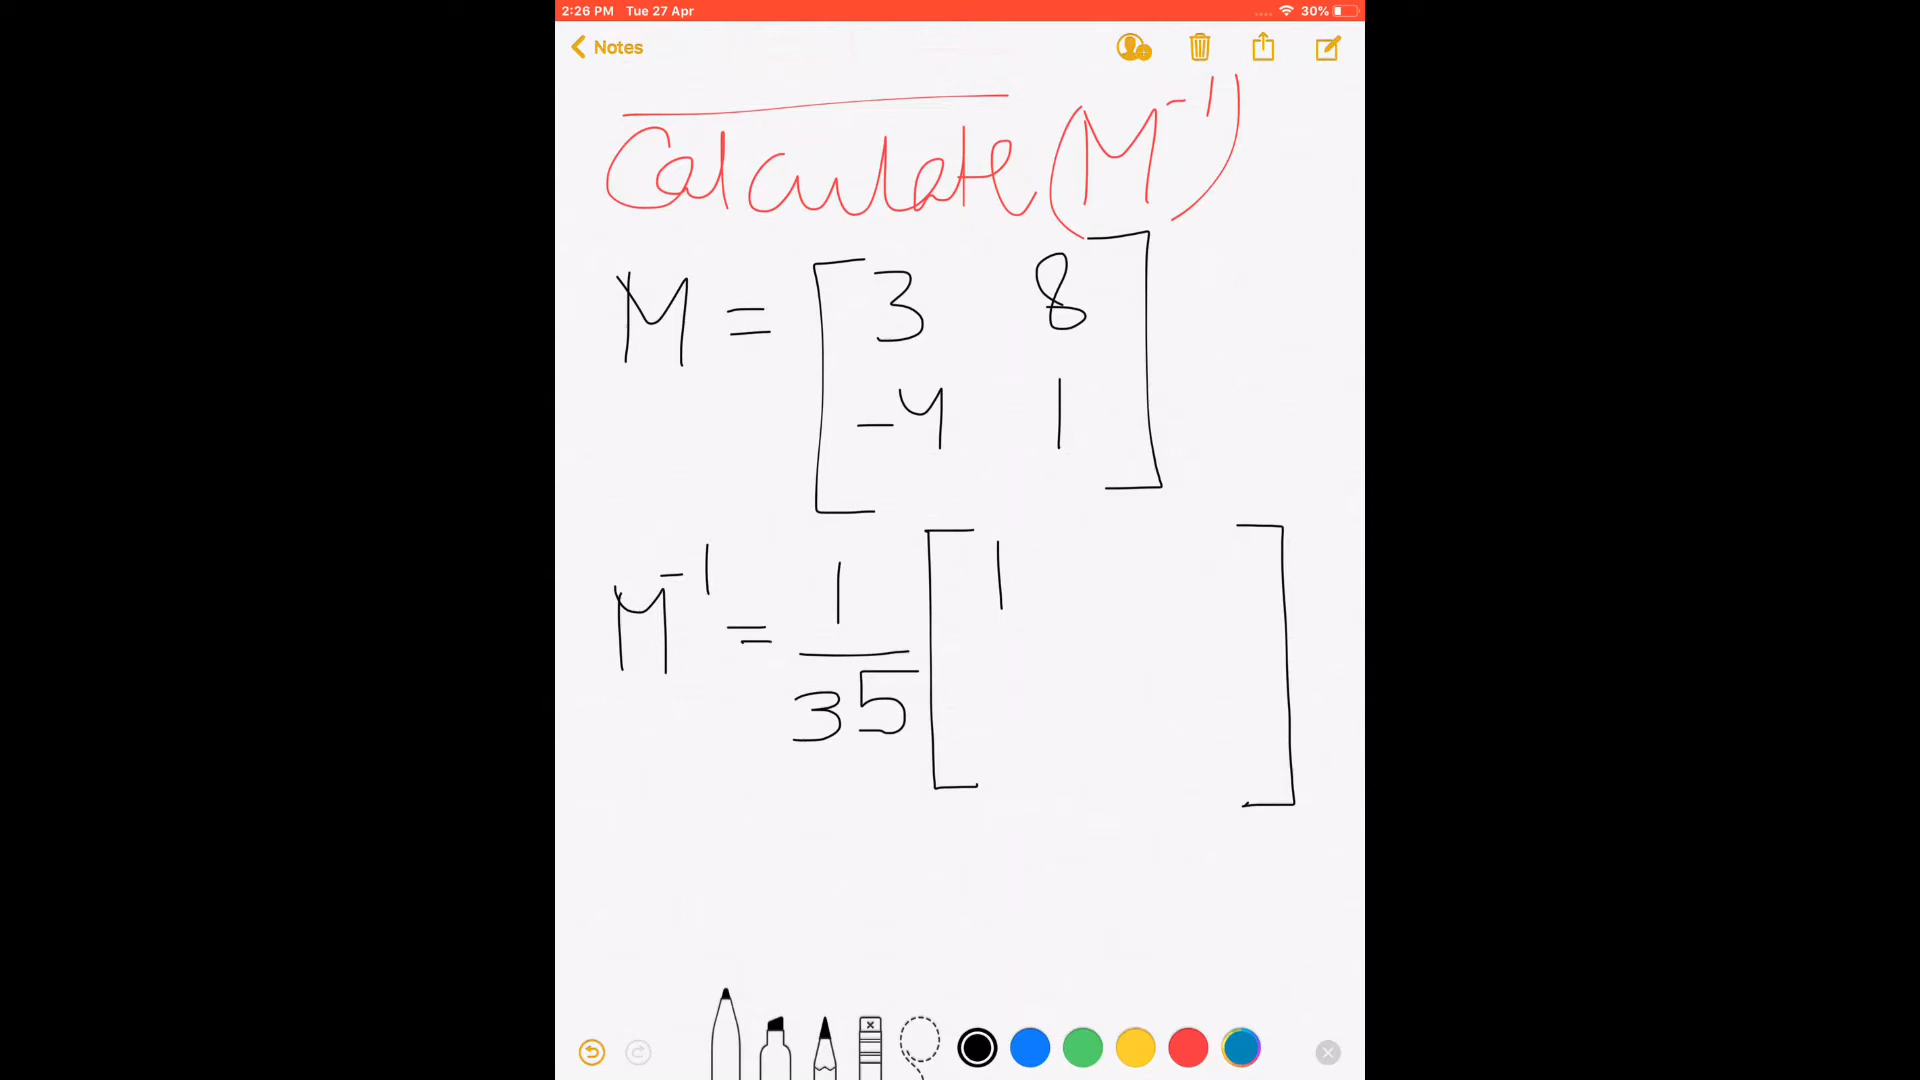 2:26 PM Tue 27 Apr 30%
Notes
Calculate (M⁻¹)
M = [ 3 8
-4 1 ]
M⁻¹ = 1/35 [ 1 ]